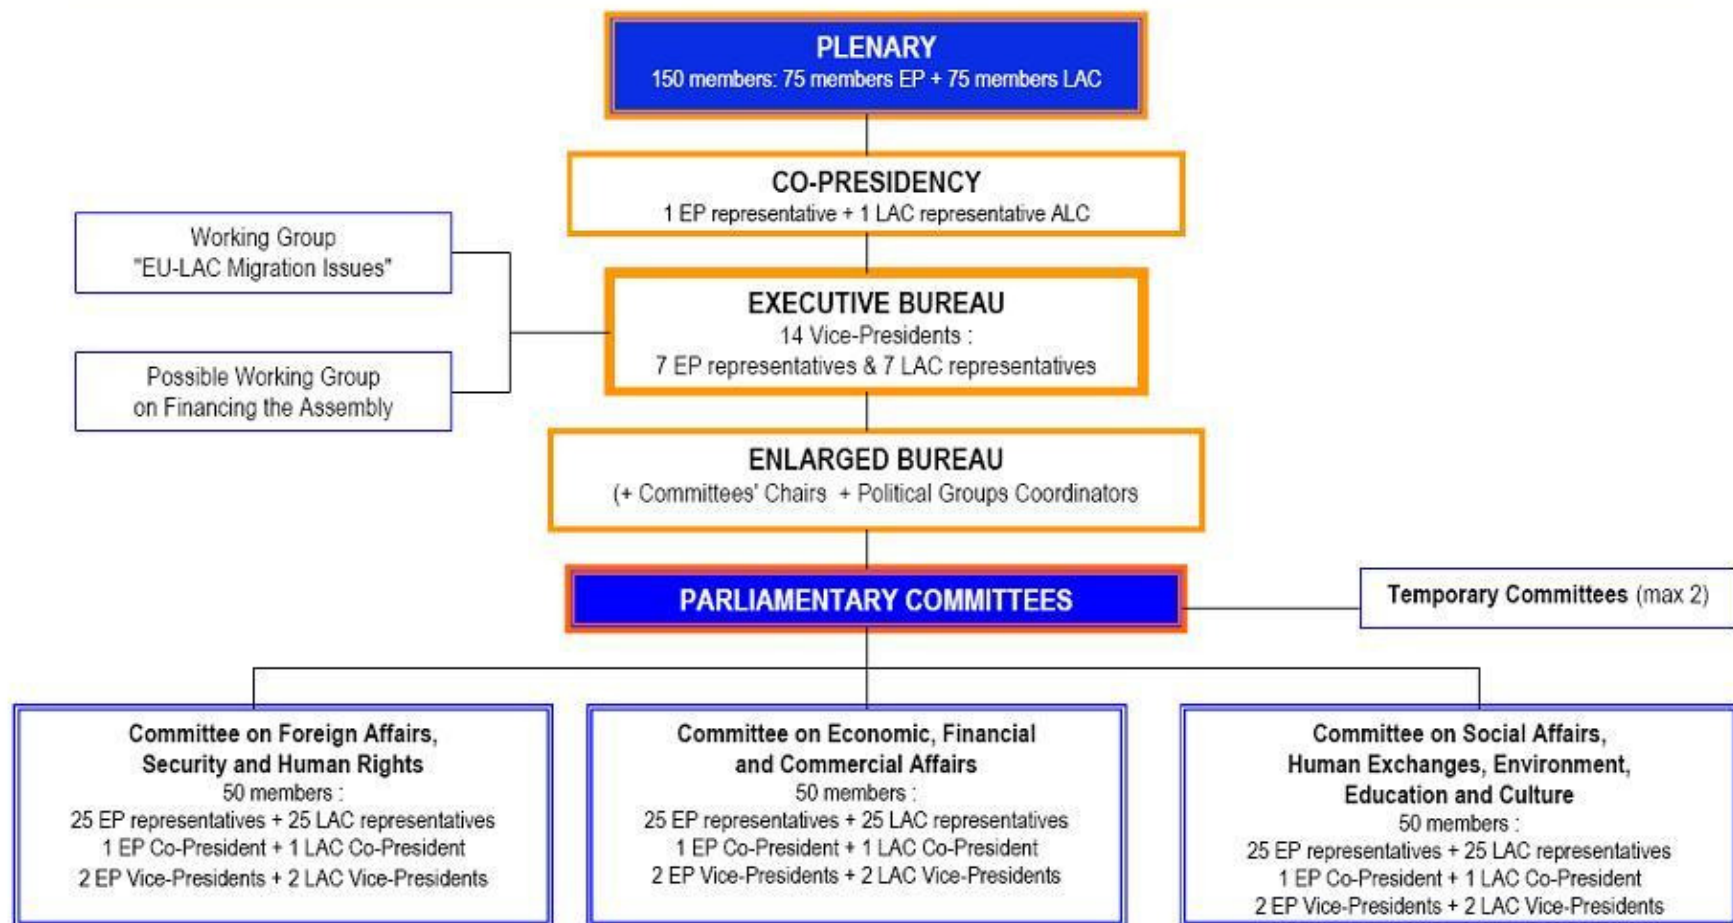 PLENARY
150 members: 75 members EP + 75 members LAC
CO-PRESIDENCY
1 EP representative + 1 LAC representative ALC
Working Group
"EU-LAC Migration Issues"
EXECUTIVE BUREAU
14 Vice-Presidents :
7 EP representatives & 7 LAC representatives
Possible Working Group
on Financing the Assembly
ENLARGED BUREAU
(+ Committees' Chairs + Political Groups Coordinators
PARLIAMENTARY COMMITTEES
Temporary Committees (max 2)
Committee on Foreign Affairs,
Security and Human Rights
50 members :
25 EP representatives + 25 LAC representatives
1 EP Co-President + 1 LAC Co-President
2 EP Vice-Presidents + 2 LAC Vice-Presidents
Committee on Economic, Financial
and Commercial Affairs
50 members :
25 EP representatives + 25 LAC representatives
1 EP Co-President + 1 LAC Co-President
2 EP Vice-Presidents + 2 LAC Vice-Presidents
Committee on Social Affairs,
Human Exchanges, Environment,
Education and Culture
50 members :
25 EP representatives + 25 LAC representatives
1 EP Co-President + 1 LAC Co-President
2 EP Vice-Presidents + 2 LAC Vice-Presidents